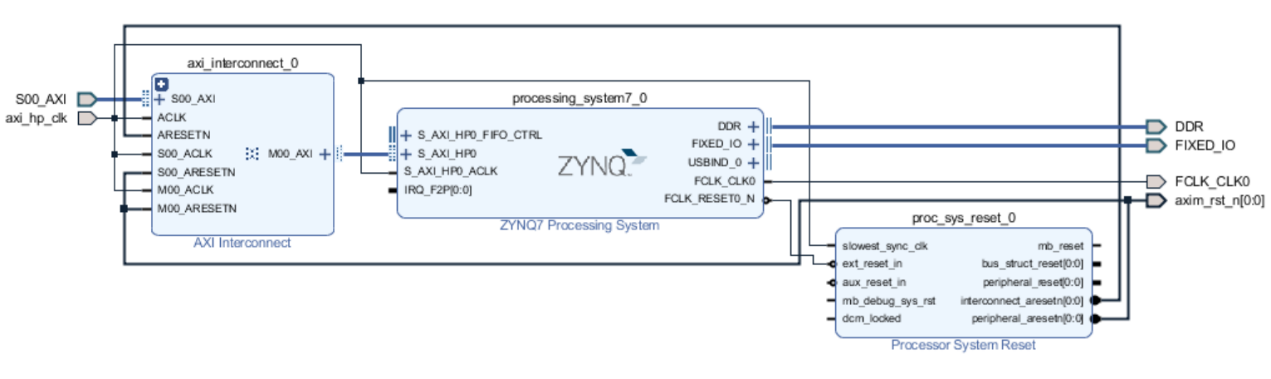 S00_AXI
axi_hp_clk
axi_interconnect_0
S00_AXI
ACLK
ARESETN
S00_ACLK
S00_ARESETN
M00_ACLK
M00_ARESETN
M00_AXI
AXI Interconnect
processing_system7_0
S_AXI_HP0_FIFO_CTRL
S_AXI_HP0
S_AXI_HP0_ACLK
IRQ_F2P[0:0]
ZYNQ
DDR
FIXED_IO
USBIND_0
FCLK_CLK0
FCLK_RESET0_N
ZYNQ7 Processing System
proc_sys_reset_0
slowest_sync_clk
ext_reset_in
aux_reset_in
mb_debug_sys_rst
dcm_locked
mb_reset
bus_struct_reset[0:0]
peripheral_reset[0:0]
interconnect_aresetn[0:0]
peripheral_aresetn[0:0]
Processor System Reset
DDR
FIXED_IO
FCLK_CLK0
axim_rst_n[0:0]